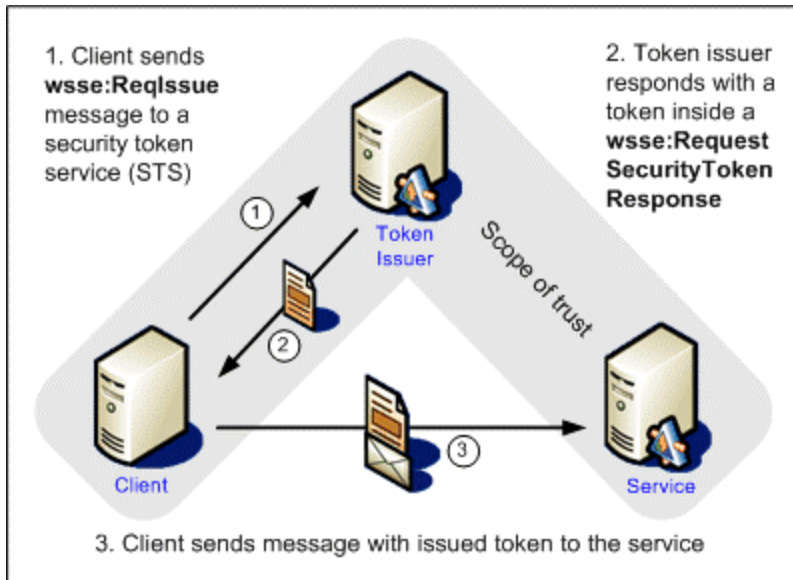 1. Client sends
wsse:ReqIssue
message to a
security token
service (STS)
2. Token issuer
responds with a
token inside a
wsse:Request
SecurityToken
Response
1
Token
Issuer
Scope of trust
2
3
Client
Service
3. Client sends message with issued token to the service